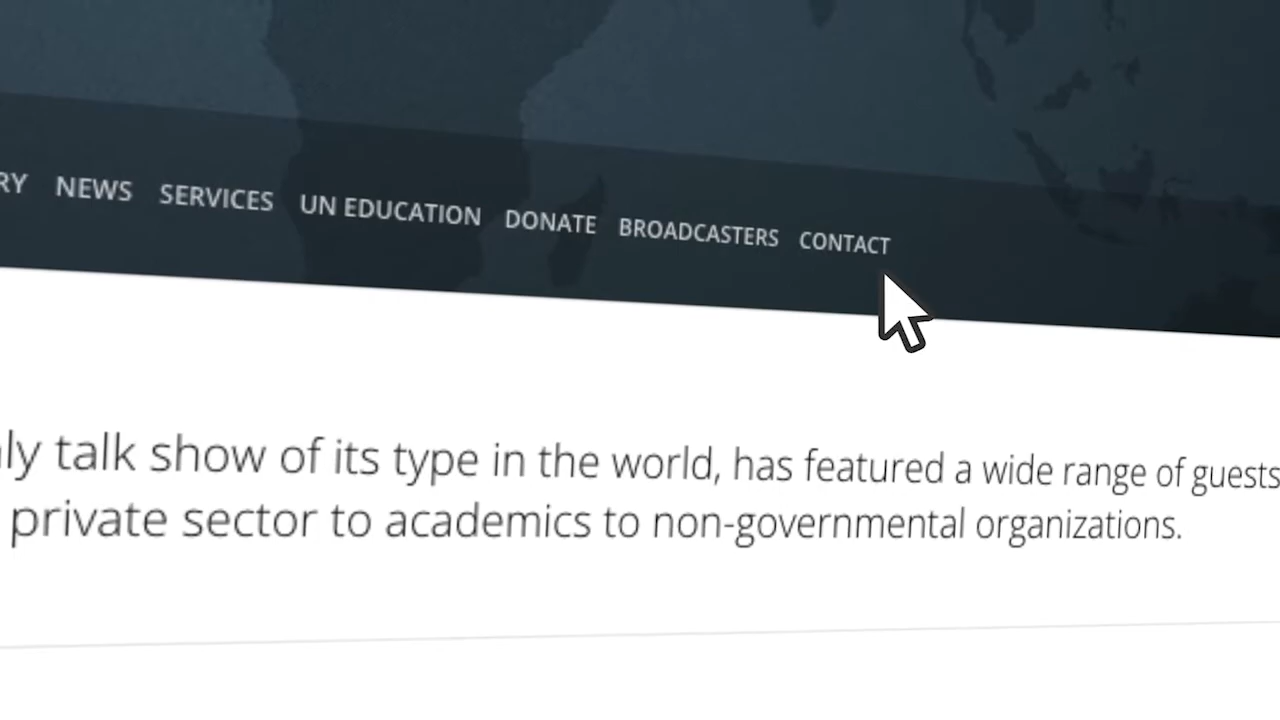 NEWS SERVICES UN EDUCATION DONATE BROADCASTERS CONTACT
talk show of its type in the world, has featured a wide range of guests
private sector to academics to non-governmental organizations.